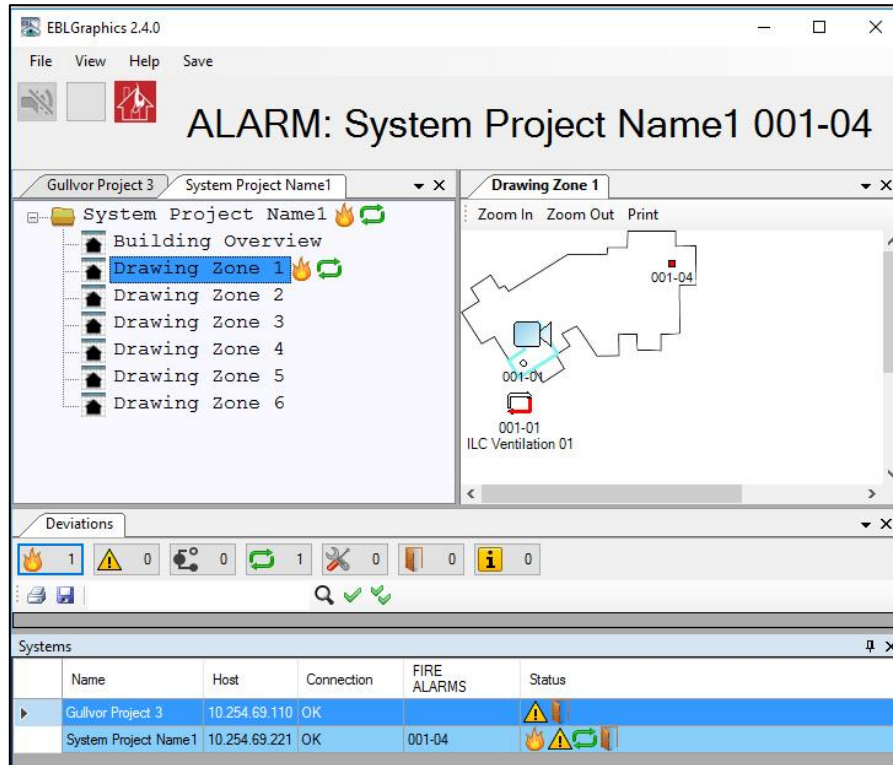 EBLGraphics 2.4.0
File View Help Save
ALARM: System Project Name1 001-04
Gullvor Project 3 System Project Name1
System Project Name1
Building Overview
Drawing Zone 1
Drawing Zone 2
Drawing Zone 3
Drawing Zone 4
Drawing Zone 5
Drawing Zone 6
Drawing Zone 1
Zoom In Zoom Out Print
001-04
001-01
001-01
ILC Ventilation 01
Deviations
1 0 0 1 0 0 0
Systems
Name Host Connection FIRE ALARMS Status
Gullvor Project 3 10.254.69.110 OK
System Project Name1 10.254.69.221 OK 001-04